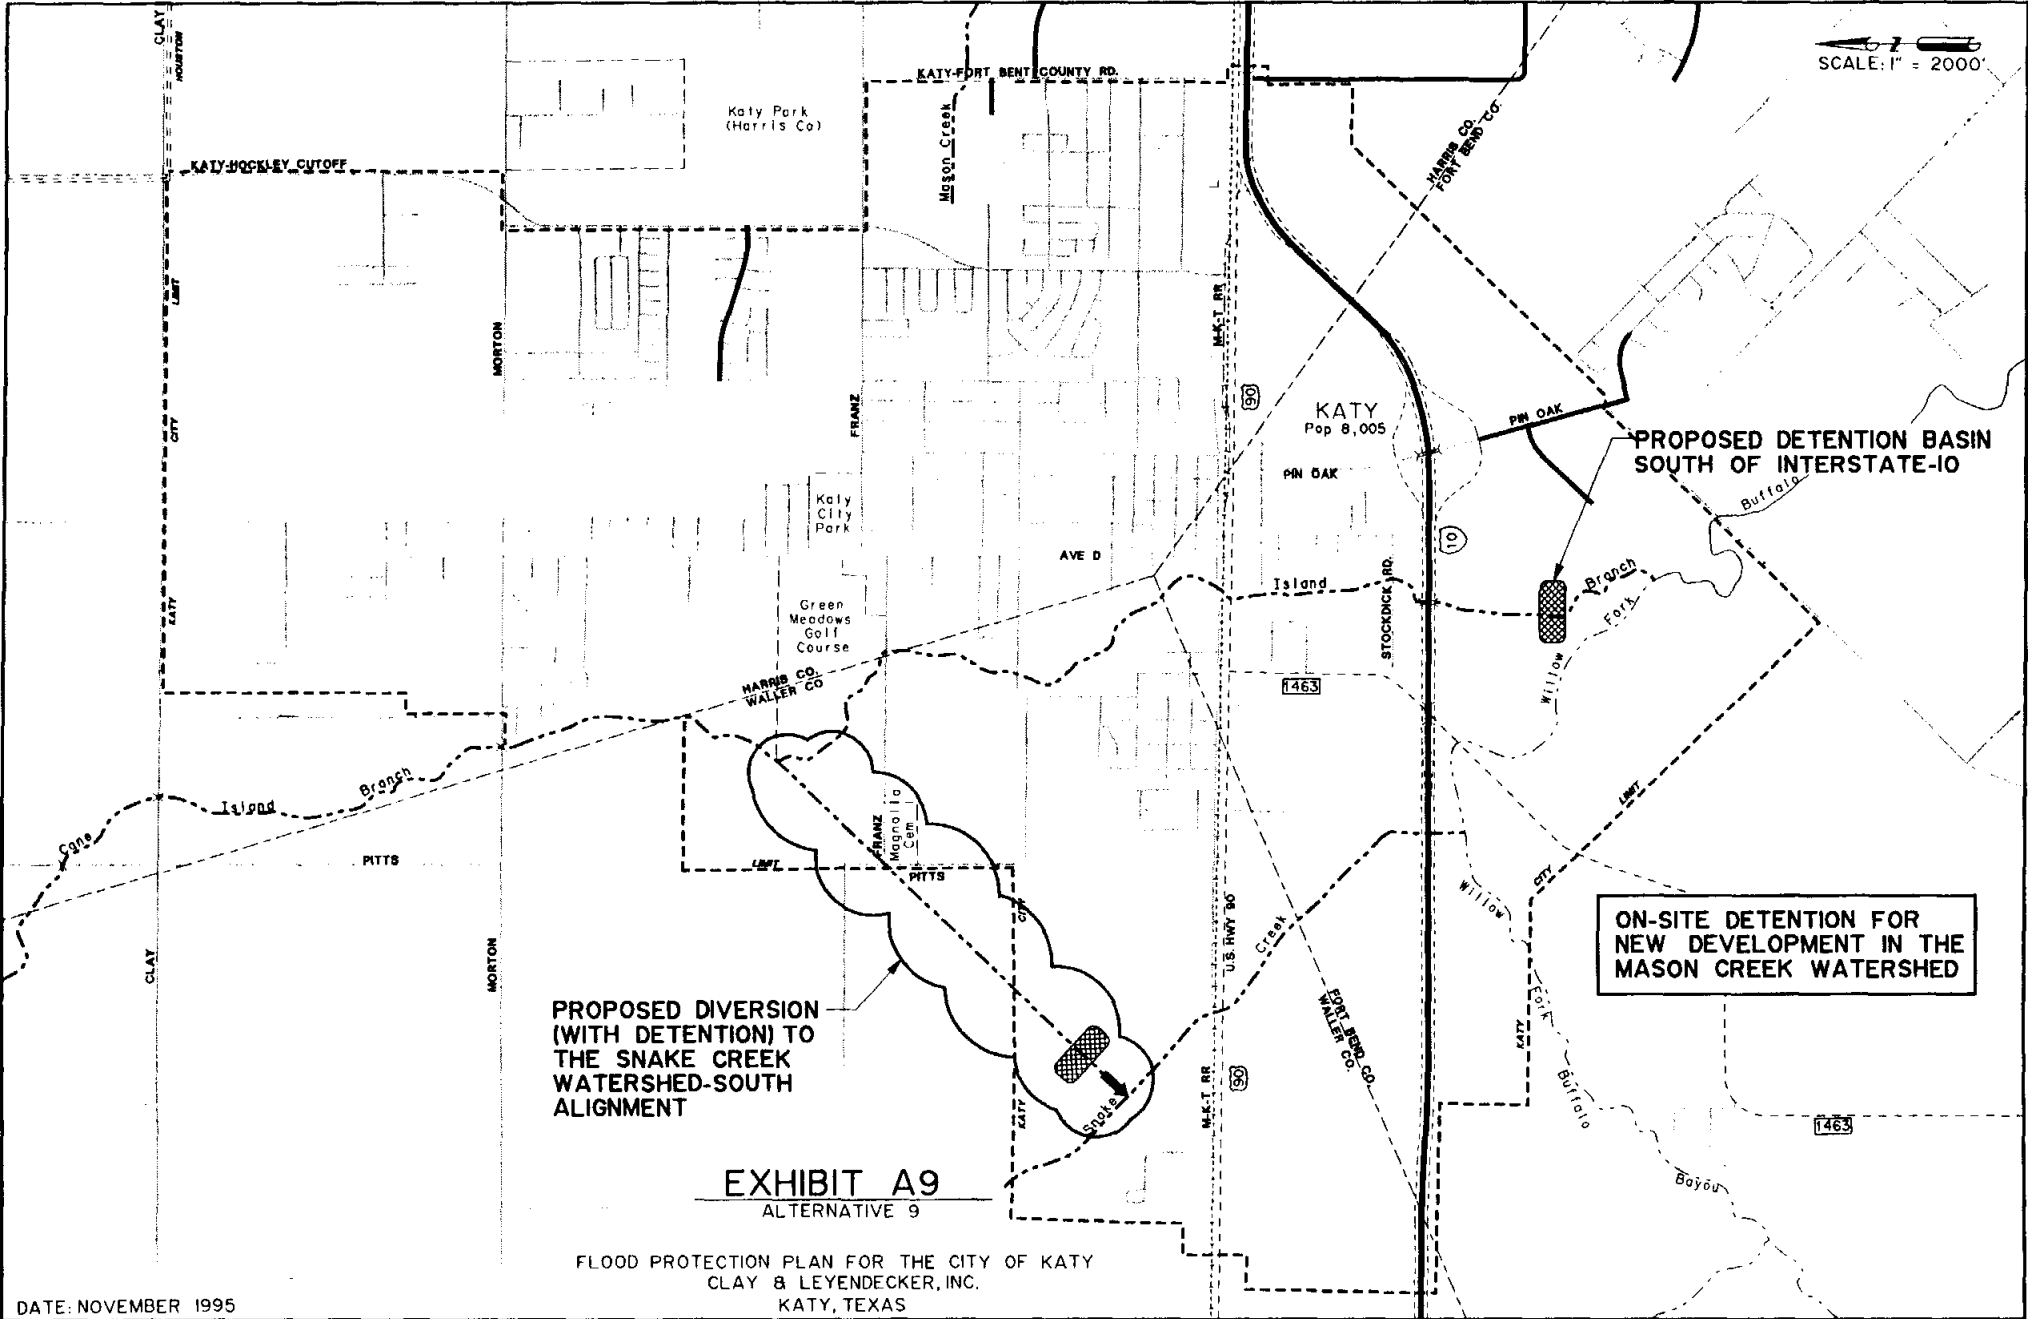 CLAY
HOUSTON
KATY-FORT BENT COUNTY RD.
SCALE: 1" = 2000'
Katy Park
(Harris Co)
Mason Creek
HARRIS CO.
FORT BEND CO.
KATY-HOCKLEY CUTOFF
LIMIT
CITY
KATY
MORTON
FRANZ
M-K-T RR
90
KATY
Pop 8,005
PIN OAK
PIN OAK
PROPOSED DETENTION BASIN
SOUTH OF INTERSTATE-10
Buffalo
Katy
City
Park
AVE D
10
Island
Branch
STOCKDICK RD.
Fork
Willow
Green
Meadows
Golf
Course
HARRIS CO.
WALLER CO
1463
Cane
Island
Branch
PITTS
FRANZ
Magnolia
Cem
LIMIT
PITTS
CITY
LIMIT
CITY
KATY
Willow
Fork
Buffalo
Bayou
CLAY
MORTON
U.S. HWY 90
Creek
Snake
KATY
M-K-T RR
90
FORT BEND CO.
WALLER CO.
ON-SITE DETENTION FOR
NEW DEVELOPMENT IN THE
MASON CREEK WATERSHED
1463
PROPOSED DIVERSION
(WITH DETENTION) TO
THE SNAKE CREEK
WATERSHED-SOUTH
ALIGNMENT
EXHIBIT A9
ALTERNATIVE 9
FLOOD PROTECTION PLAN FOR THE CITY OF KATY
CLAY & LEYENDECKER, INC.
KATY, TEXAS
DATE: NOVEMBER 1995